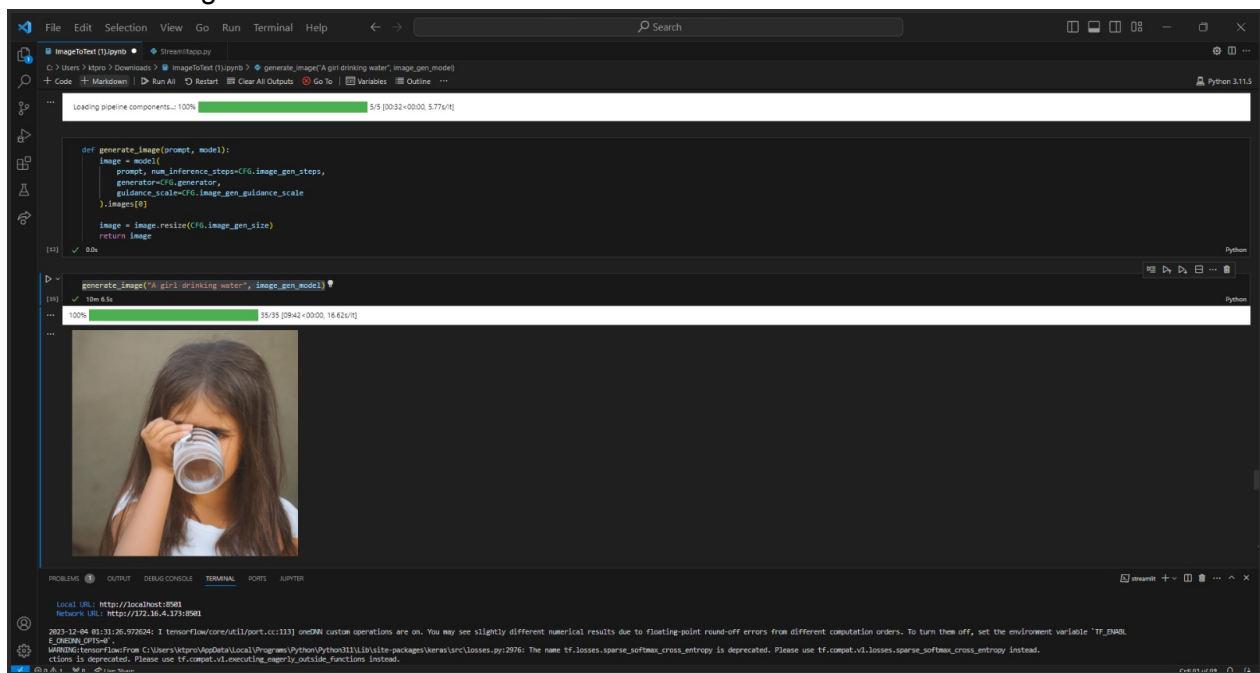 File Edit Selection View Go Run Terminal Help
Search
ImageToText (1).ipynb
Streamlitapp.py
C: > Users > ktpro > Downloads > ImageToText (1).ipynb > generate_image("A girl drinking water", image_gen_model)
+ Code + Markdown | Run All Restart Clear All Outputs Go To | Variables Outline ...
Python 3.11.5
Loading pipeline components...: 100% 5/5 [00:32<00:00, 5.77s/it]
def generate_image(prompt, model):
image = model(
prompt, num_inference_steps=CFG.image_gen_steps,
generator=CFG.generator,
guidance_scale=CFG.image_gen_guidance_scale
).images[0]
image = image.resize(CFG.image_gen_size)
return image
[12] 0.0s Python
generate_image("A girl drinking water", image_gen_model)
10m 6.5s Python
100% 35/35 [09:42<00:00, 16.62s/it]
PROBLEMS 1 OUTPUT DEBUG CONSOLE TERMINAL PORTS JUPYTER
streamlit
Local URL: http://localhost:8501
Network URL: http://172.16.4.173:8501
2023-12-04 01:31:26.972624: I tensorflow/core/util/port.cc:113] oneDNN custom operations are on. You may see slightly different numerical results due to floating-point round-off errors from different computation orders. To turn them off, set the environment variable `TF_ENABL
E_ONEDNN_OPTS=0`.
WARNING:tensorflow:From C:\Users\ktpro\AppData\Local\Programs\Python\Python311\Lib\site-packages\keras\src\losses.py:2976: The name tf.losses.sparse_softmax_cross_entropy is deprecated. Please use tf.compat.v1.losses.sparse_softmax_cross_entropy instead.
ctions is deprecated. Please use tf.compat.v1.executing_eagerly_outside_functions instead.